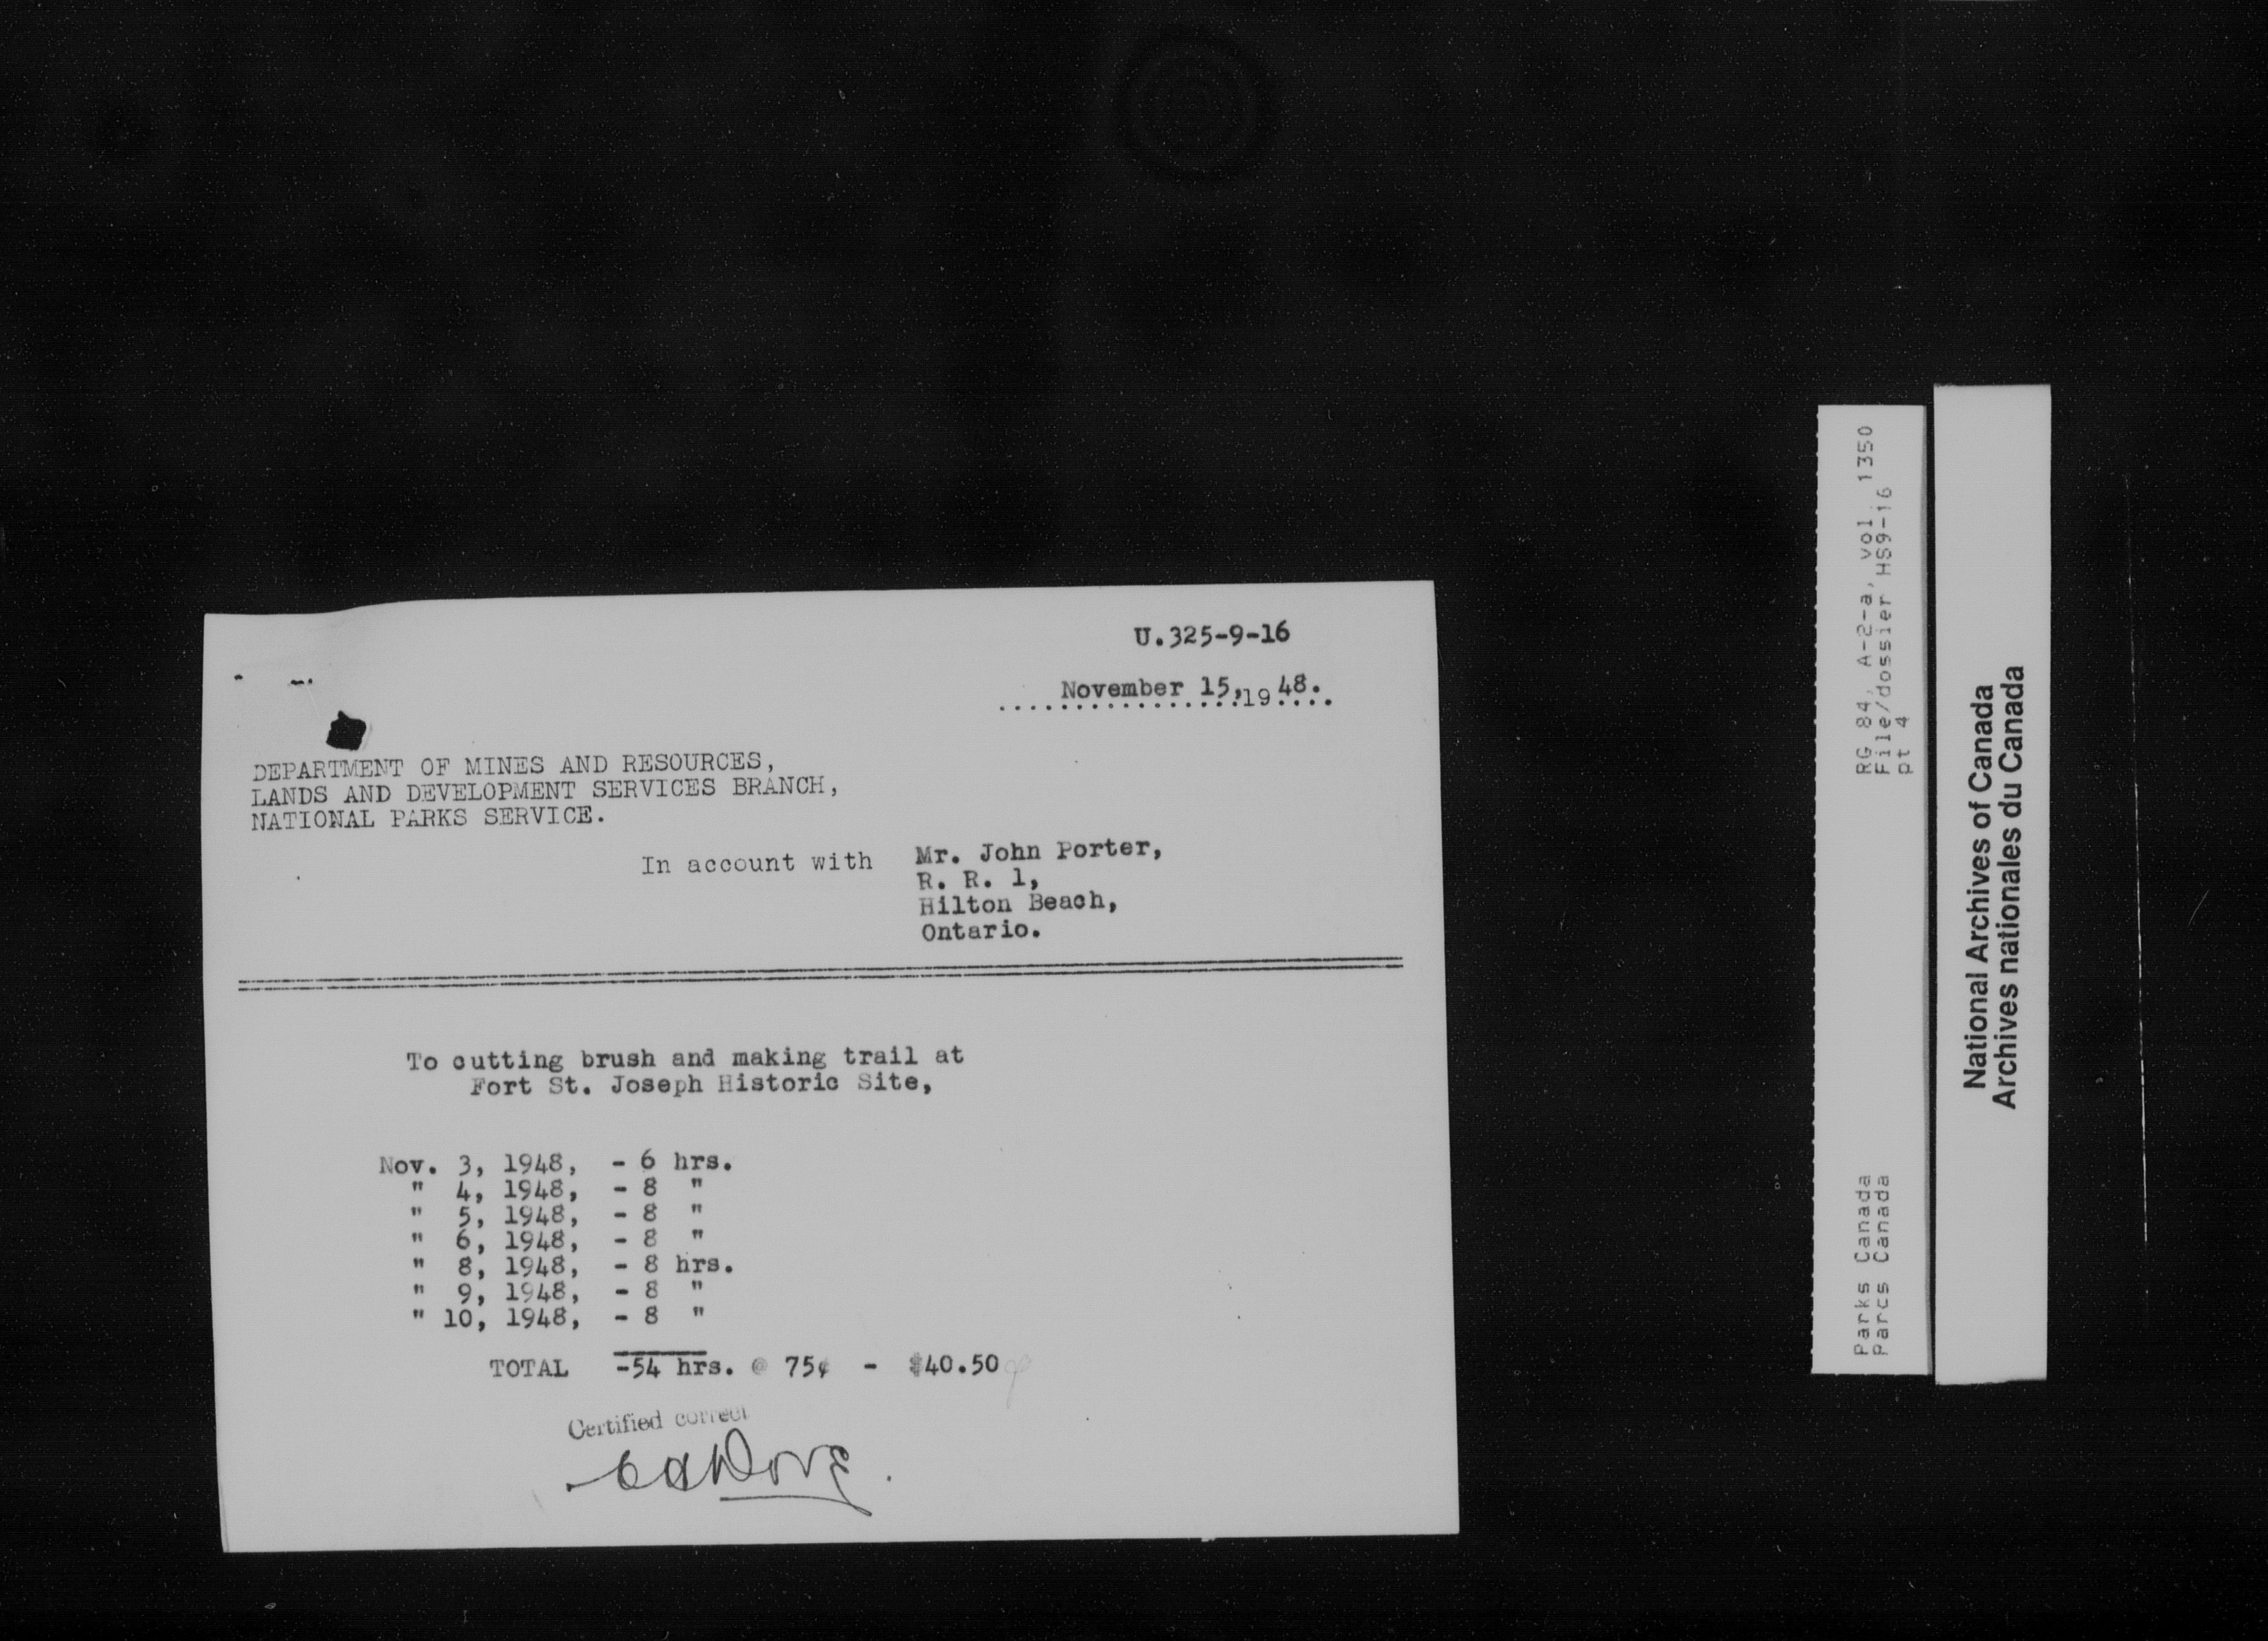 U.325-9-16
November 15, 19 48.
DEPARTMENT OF MINES AND RESOURCES,
LANDS AND DEVELOPMENT SERVICES BRANCH,
NATIONAL PARKS SERVICE.
In account with Mr. John Porter,
R. R. 1,
Hilton Beach,
Ontario.
To cutting brush and making trail at
Fort St. Joseph Historic Site,
Nov. 3, 1948, - 6 hrs.
" 4, 1948, - 8 "
" 5, 1948, - 8 "
" 6, 1948, - 8 "
" 8, 1948, - 8 hrs.
" 9, 1948, - 8 "
" 10, 1948, - 8 "
TOTAL -54 hrs. @ 75¢ - $40.50
Certified correct
RG 84, A-2-a, vol. 1350
File/dossier HS9-16
pt 4
Parks Canada
Parcs Canada
National Archives of Canada
Archives nationales du Canada